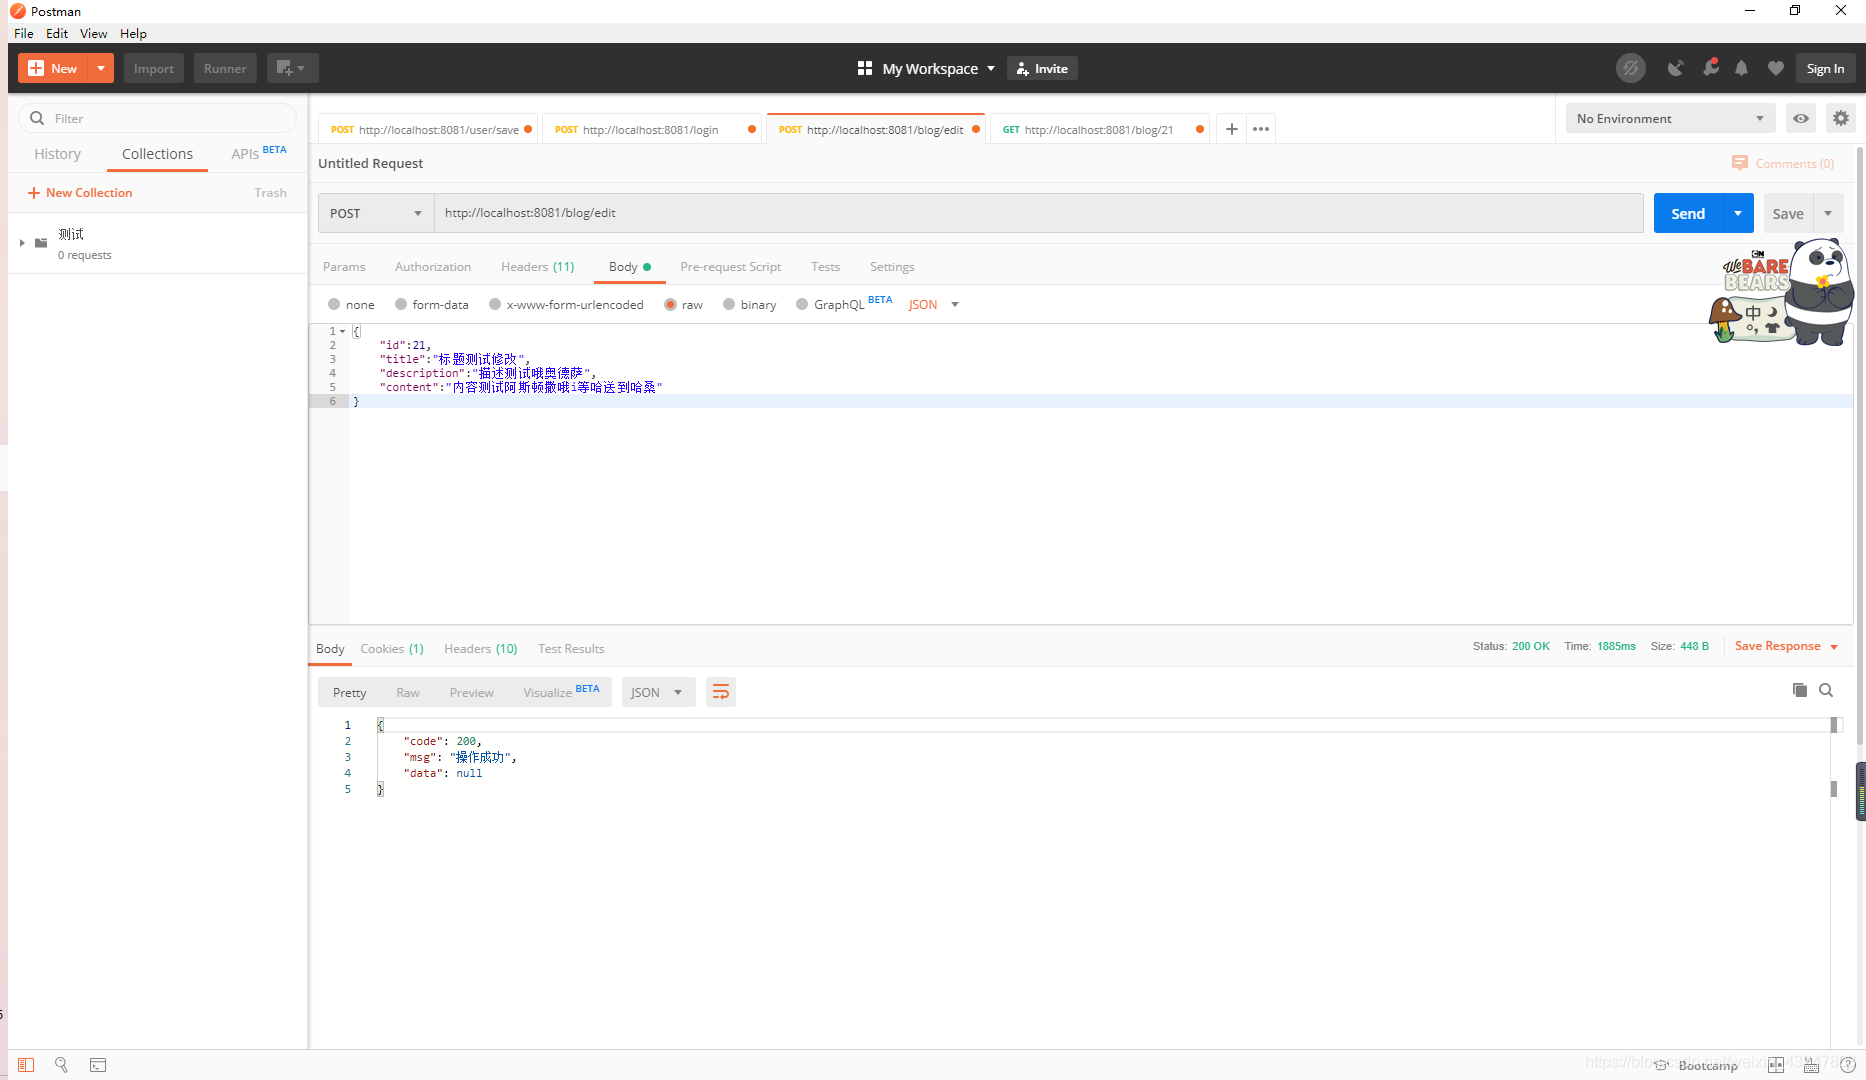 Postman
File Edit View Help
New Import Runner My Workspace Invite Sign In
Filter
History Collections APIs BETA
New Collection Trash
测试
0 requests
POST http://localhost:8081/user/save POST http://localhost:8081/login POST http://localhost:8081/blog/edit GET http://localhost:8081/blog/21 No Environment
Untitled Request Comments (0)
POST http://localhost:8081/blog/edit Send Save
Params Authorization Headers (11) Body Pre-request Script Tests Settings
none form-data x-www-form-urlencoded raw binary GraphQL BETA JSON
CN
We BARE
BEARS
中
1 {
2 "id":21,
3 "title":"标题测试修改",
4 "description":"描述测试哦奥德萨",
5 "content":"内容测试阿斯顿撒哦i等哈送到哈桑"
6 }
Body Cookies (1) Headers (10) Test Results Status: 200 OK Time: 1885ms Size: 448 B Save Response
Pretty Raw Preview Visualize BETA JSON
1 {
2 "code": 200,
3 "msg": "操作成功",
4 "data": null
5 }
Bootcamp